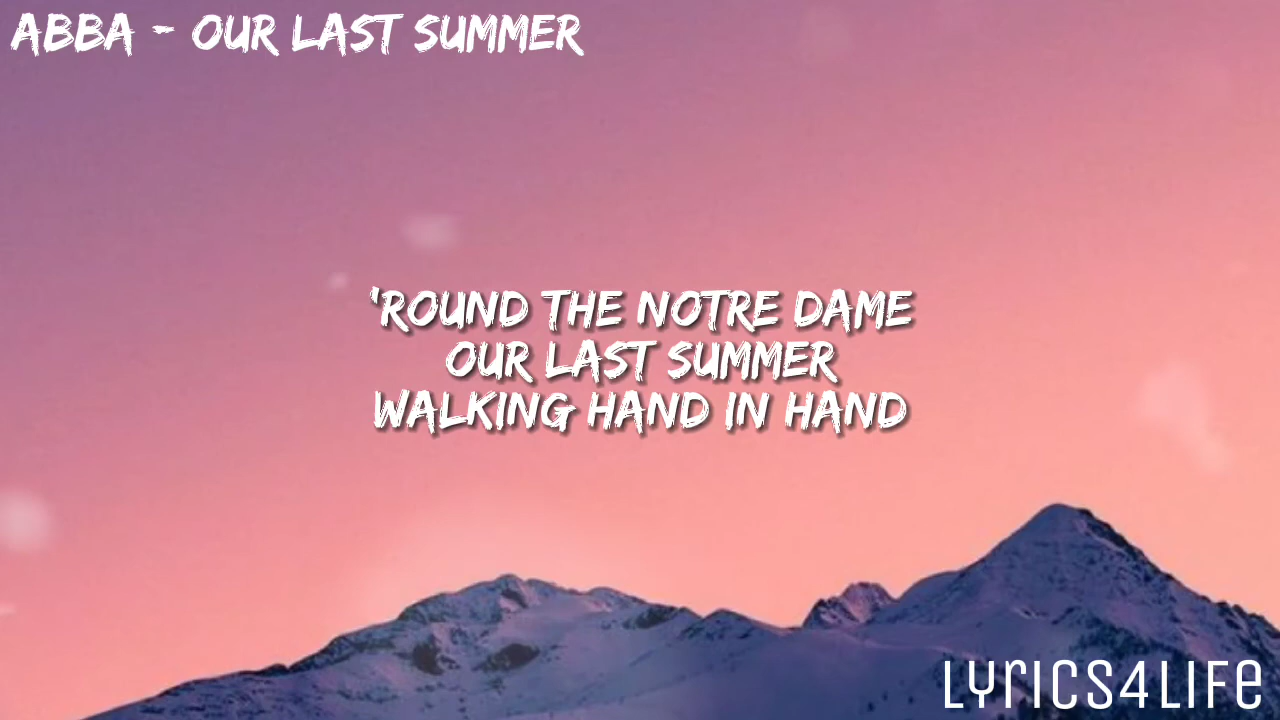 ABBA - OUR LAST SUMMER
'ROUND THE NOTRE DAME
OUR LAST SUMMER
WALKING HAND IN HAND
LYRICS4LIFE